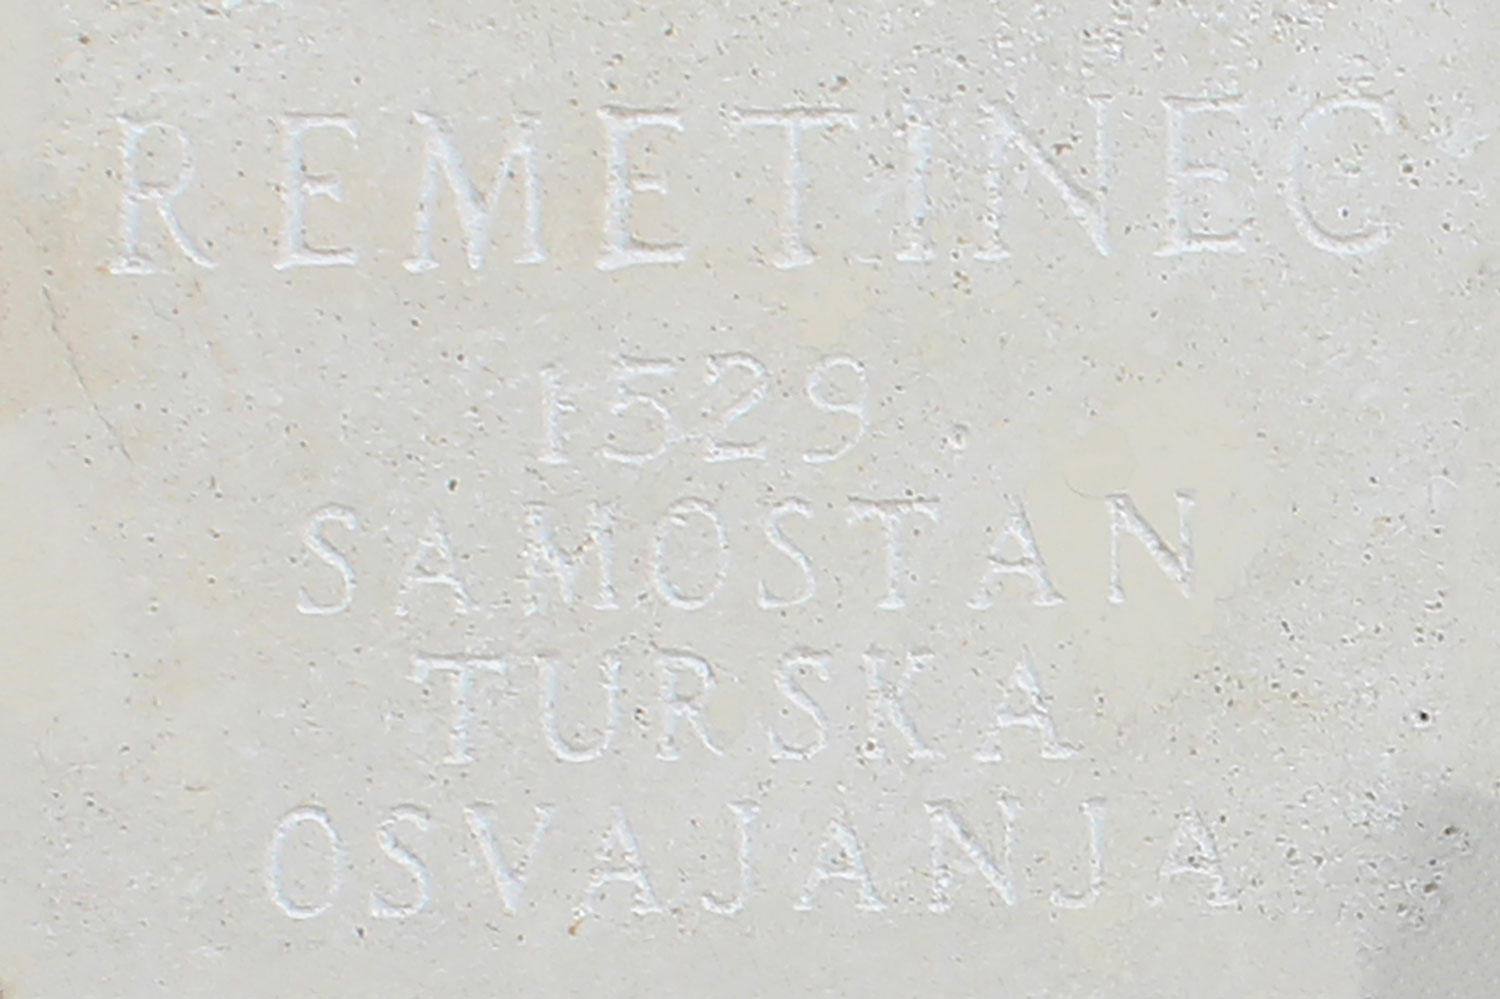 REMETINEC
1529
SAMOSTAN
TURSKA
OSVAJANJA